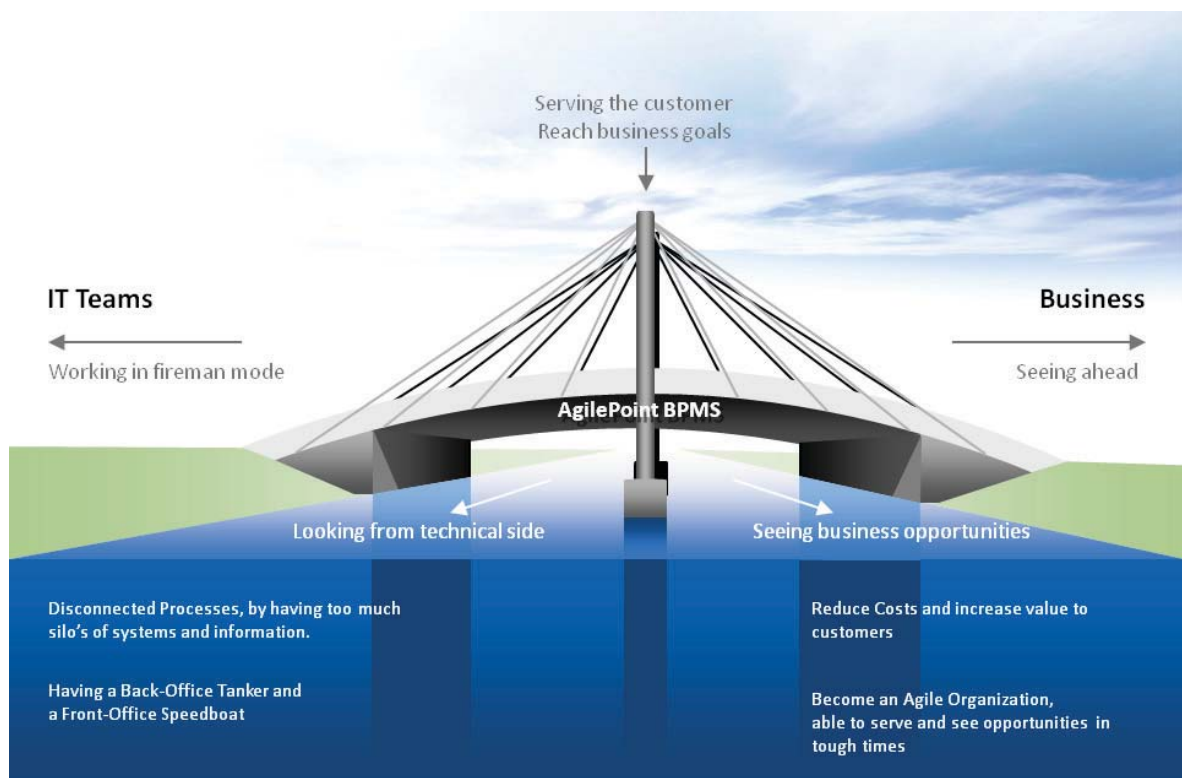 Serving the customer
Reach business goals
IT Teams
Working in fireman mode
Business
Seeing ahead
AgilePoint BPMS
Looking from technical side
Seeing business opportunities
Disconnected Processes, by having too much
silo's of systems and information.
Having a Back-Office Tanker and
a Front-Office Speedboat
Reduce Costs and increase value to
customers
Become an Agile Organization,
able to serve and see opportunities in
tough times